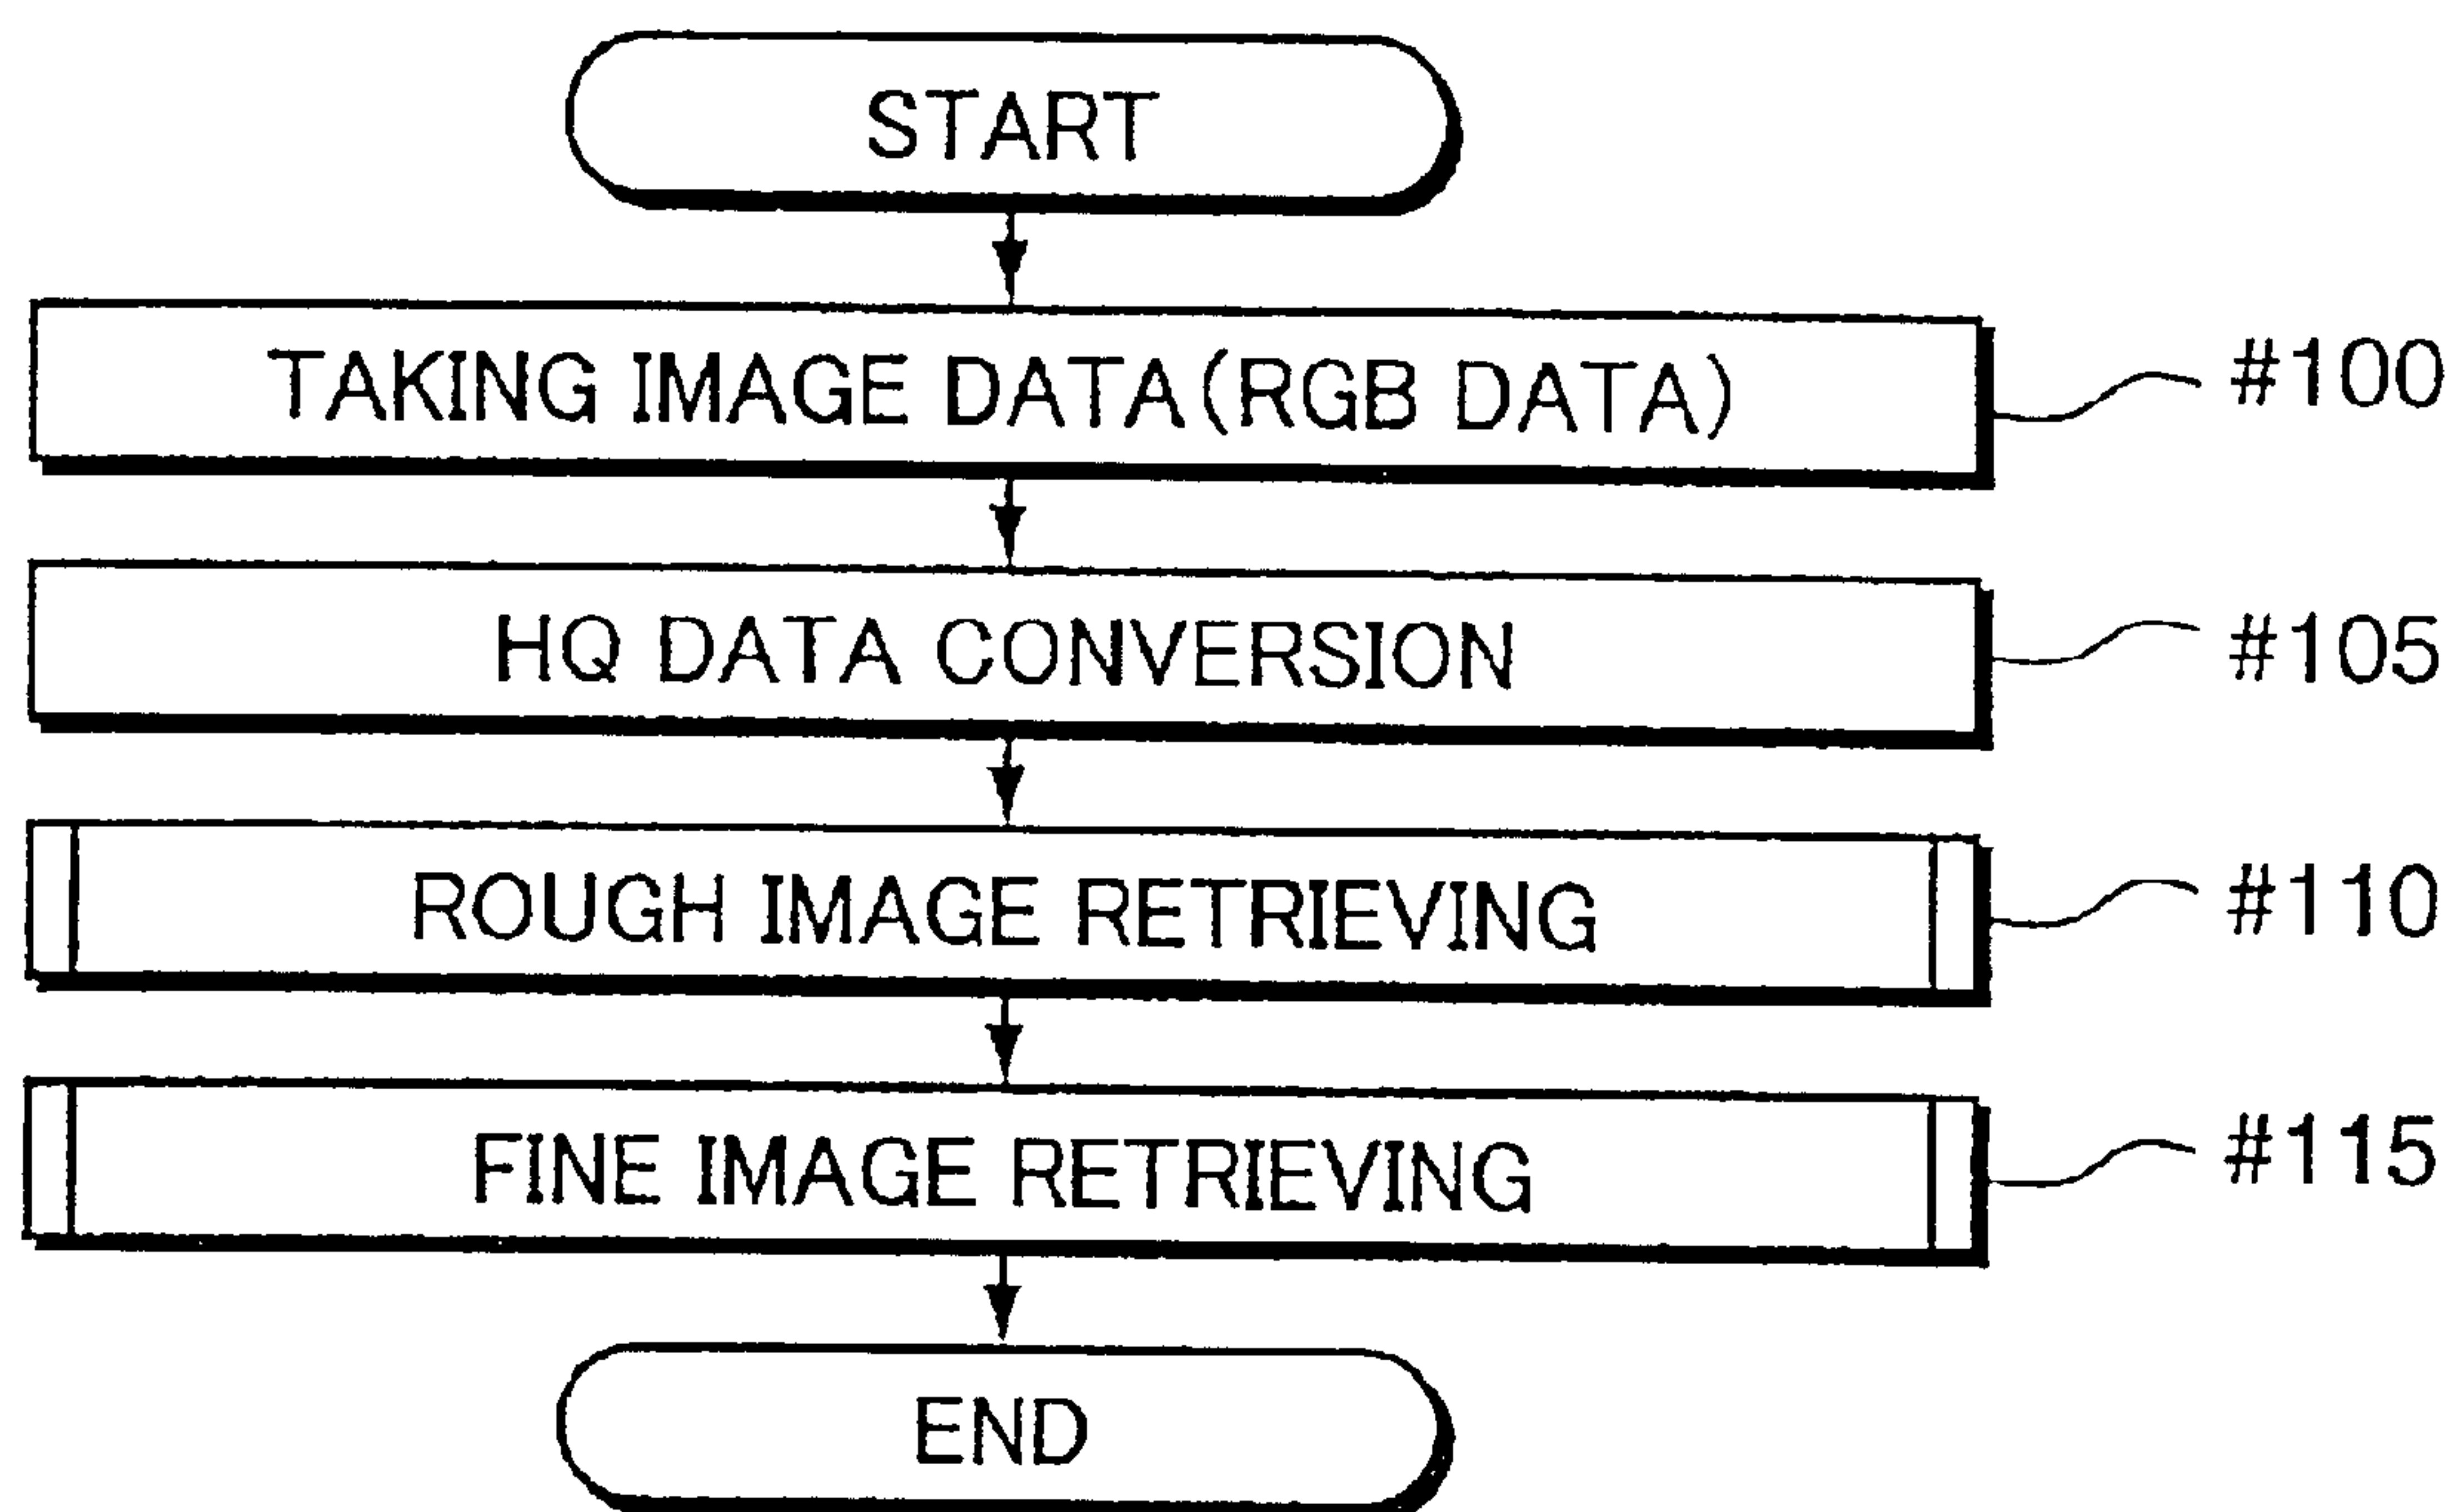 START
TAKING IMAGE DATA(RGB DATA) #100
HQ DATA CONVERSION #105
ROUGH IMAGE RETRIEVING #110
FINE IMAGE RETRIEVING #115
END